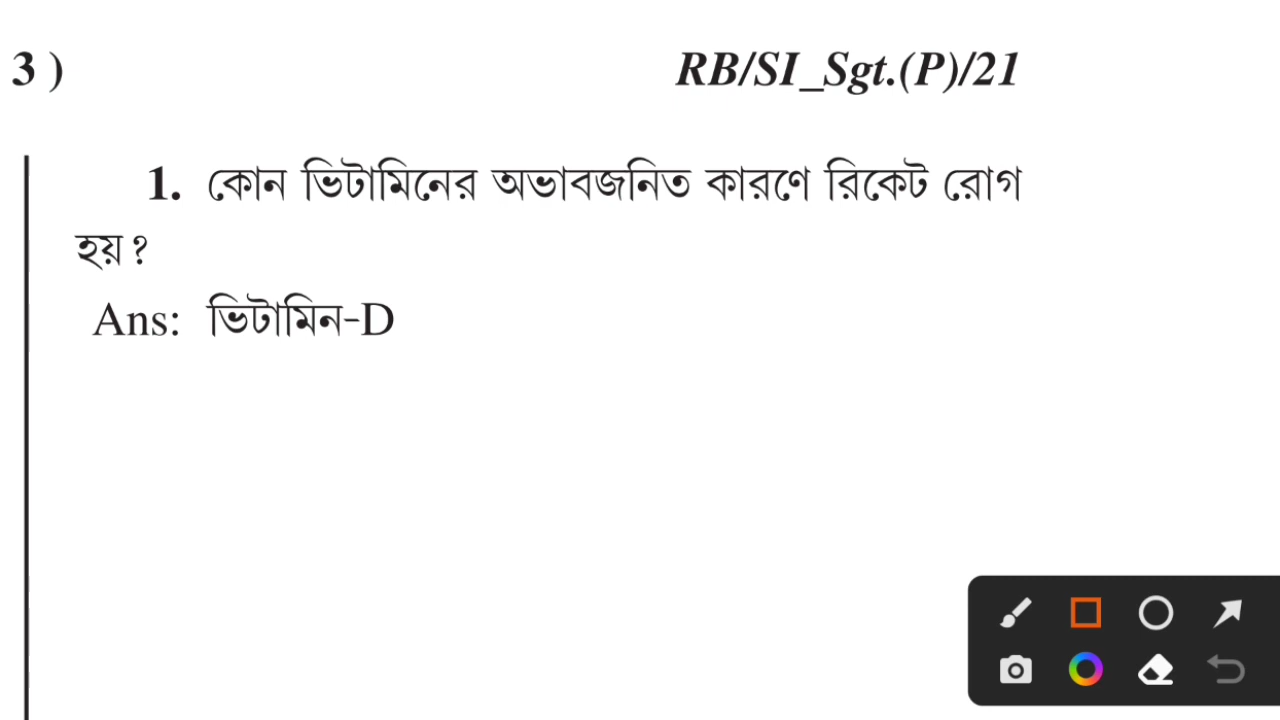 3 )
RB/SI_Sgt.(P)/21
1. কোন ভিটামিনের অভাবজনিত কারণে রিকেট রোগ
হয় ?
Ans: ভিটামিন-D